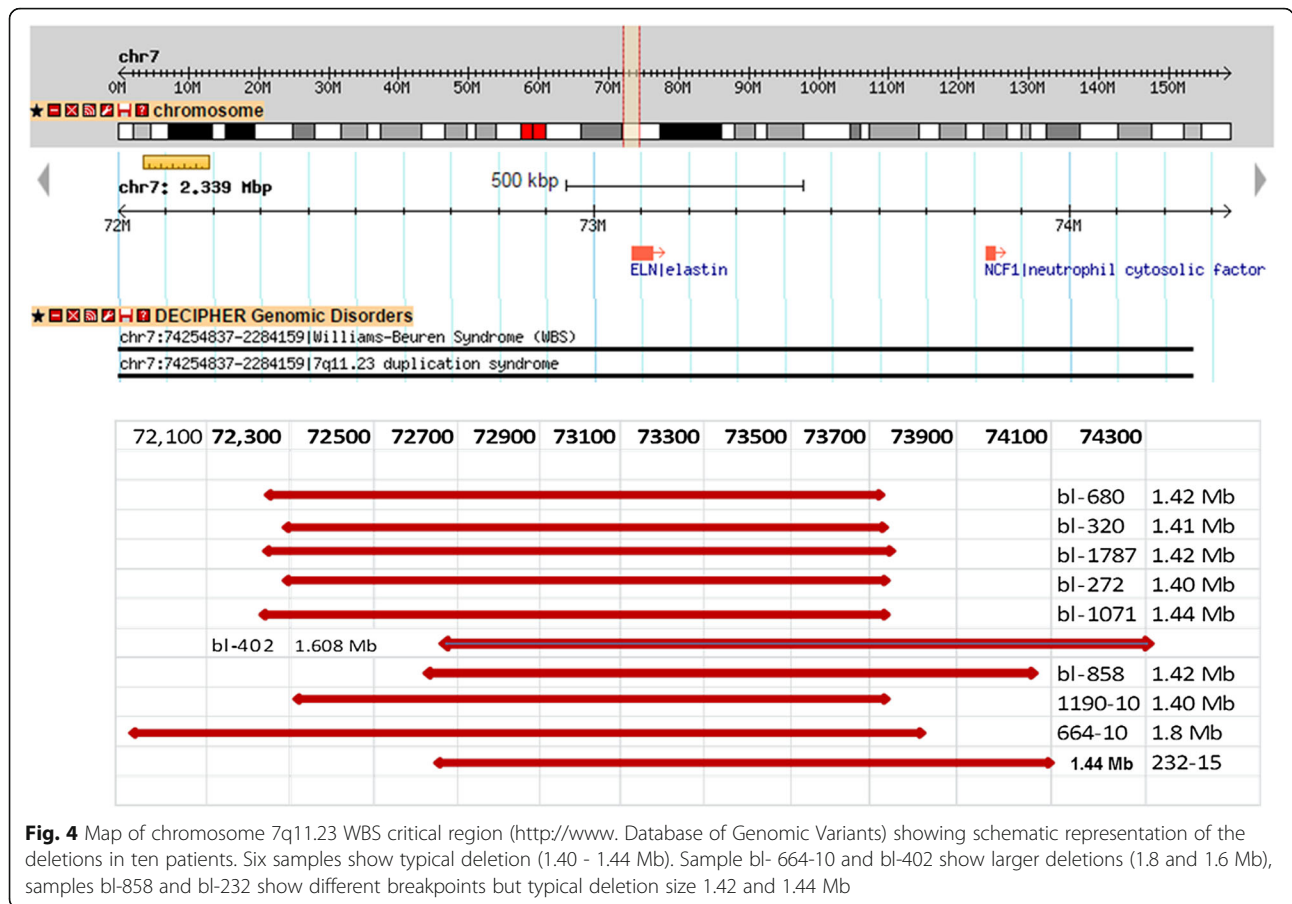 chr7
0M 10M 20M 30M 40M 50M 60M 70M 80M 90M 100M 110M 120M 130M 140M 150M
chromosome
chr7: 2.339 Mbp
500 kbp
72M 73M 74M
ELN|elastin NCF1|neutrophil cytosolic factor
DECIPHER Genomic Disorders
chr7:74254837-2284159|Williams-Beuren Syndrome (WBS)
chr7:74254837-2284159|7q11.23 duplication syndrome
72,100 72,300 72500 72700 72900 73100 73300 73500 73700 73900 74100 74300
bl-680 1.42 Mb
bl-320 1.41 Mb
bl-1787 1.42 Mb
bl-272 1.40 Mb
bl-1071 1.44 Mb
bl-402 1.608 Mb
bl-858 1.42 Mb
1190-10 1.40 Mb
664-10 1.8 Mb
1.44 Mb 232-15
Fig. 4 Map of chromosome 7q11.23 WBS critical region (http://www. Database of Genomic Variants) showing schematic representation of the
deletions in ten patients. Six samples show typical deletion (1.40 - 1.44 Mb). Sample bl- 664-10 and bl-402 show larger deletions (1.8 and 1.6 Mb),
samples bl-858 and bl-232 show different breakpoints but typical deletion size 1.42 and 1.44 Mb